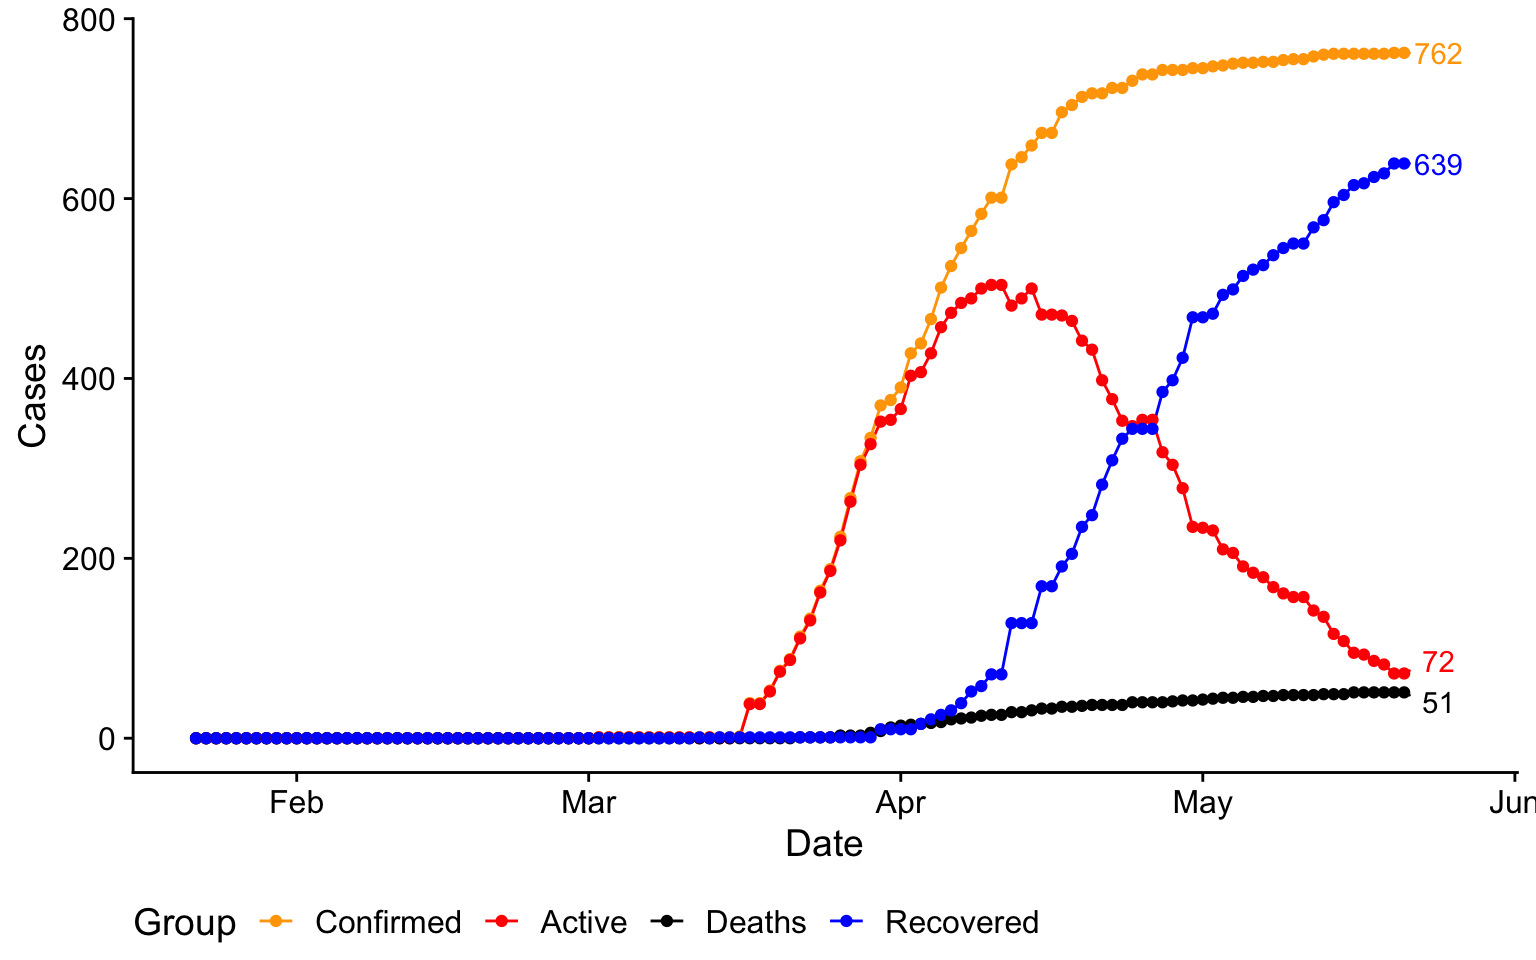 800
762
639
600
Cases
400
200
72
51
0
Feb Mar Apr May Jun
Date
Group Confirmed Active Deaths Recovered